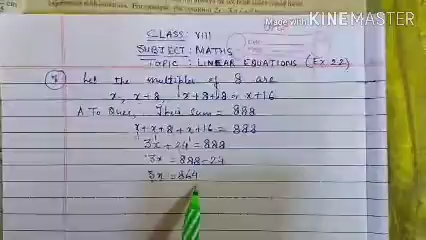 Made with KINEMASTER
CLASS: VIII
SUBJECT: MATHS
TOPIC : LINEAR EQUATIONS (Ex 2.2)
Let the multiples of 8 are
x, x+8, x+8+8 = x+16
A To Ques, Their sum = 888
x+x+8+x+16 = 888
3x + 24 = 888
3x = 888-24
3x = 864